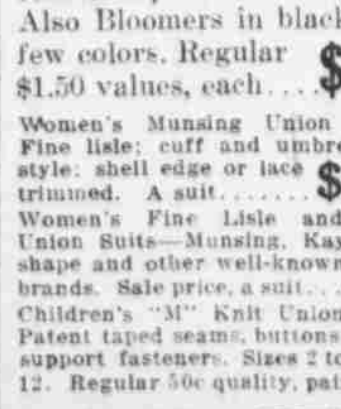 Also Bloomers in black
few colors. Regular
$1.50 values, each.... $
Women's Munsing Union
Fine lisle; cuff and umbre
style; shell edge or lace
trimmed. A suit....... $
Women's Fine Lisle and
Union Suits—Munsing, Kay
shape and other well-known
brands. Sale price, a suit...
Children's "M" Knit Union
Patent taped seams, buttons
support fasteners. Sizes 2 to
12. Regular 50c quality, pai